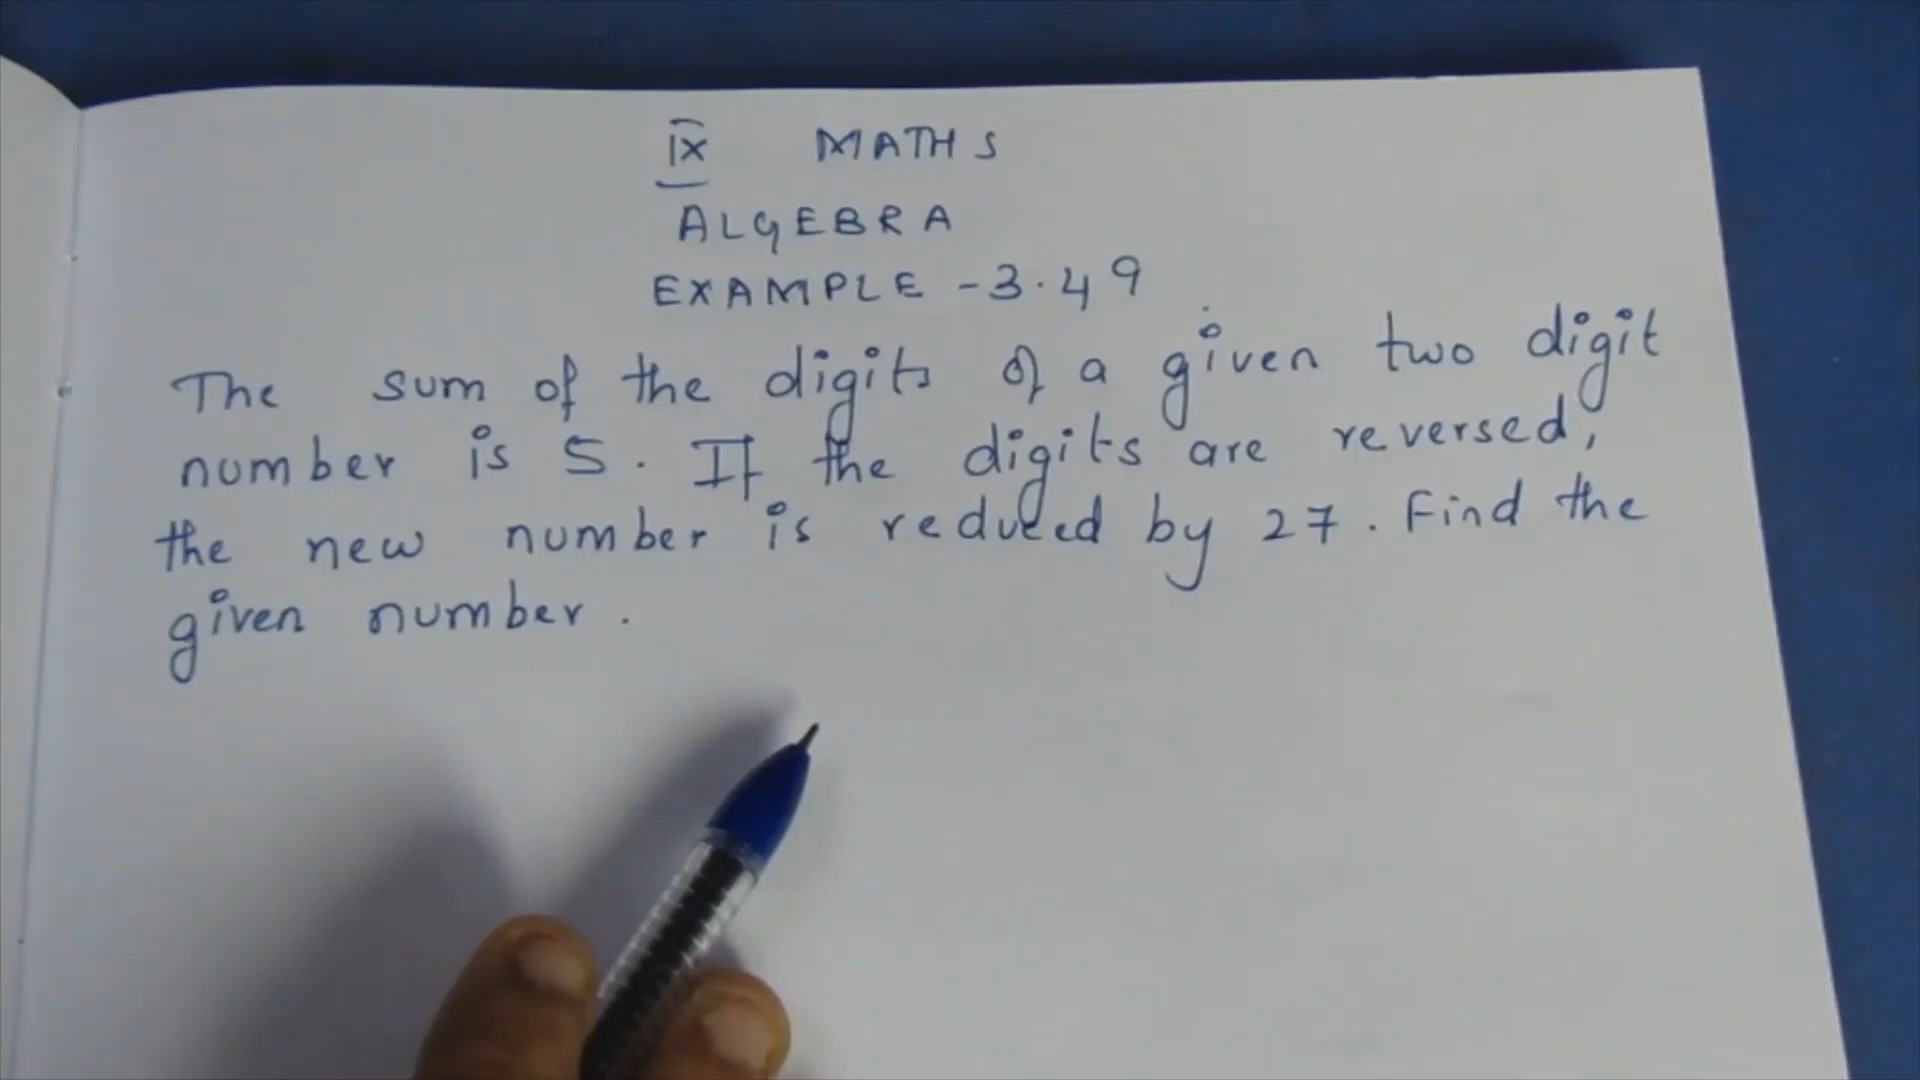 IX MATHS
ALGEBRA
EXAMPLE - 3.49
The sum of the digits of a given two digit
number is 5. If the digits are reversed,
the new number is reduced by 27. Find the
given number.